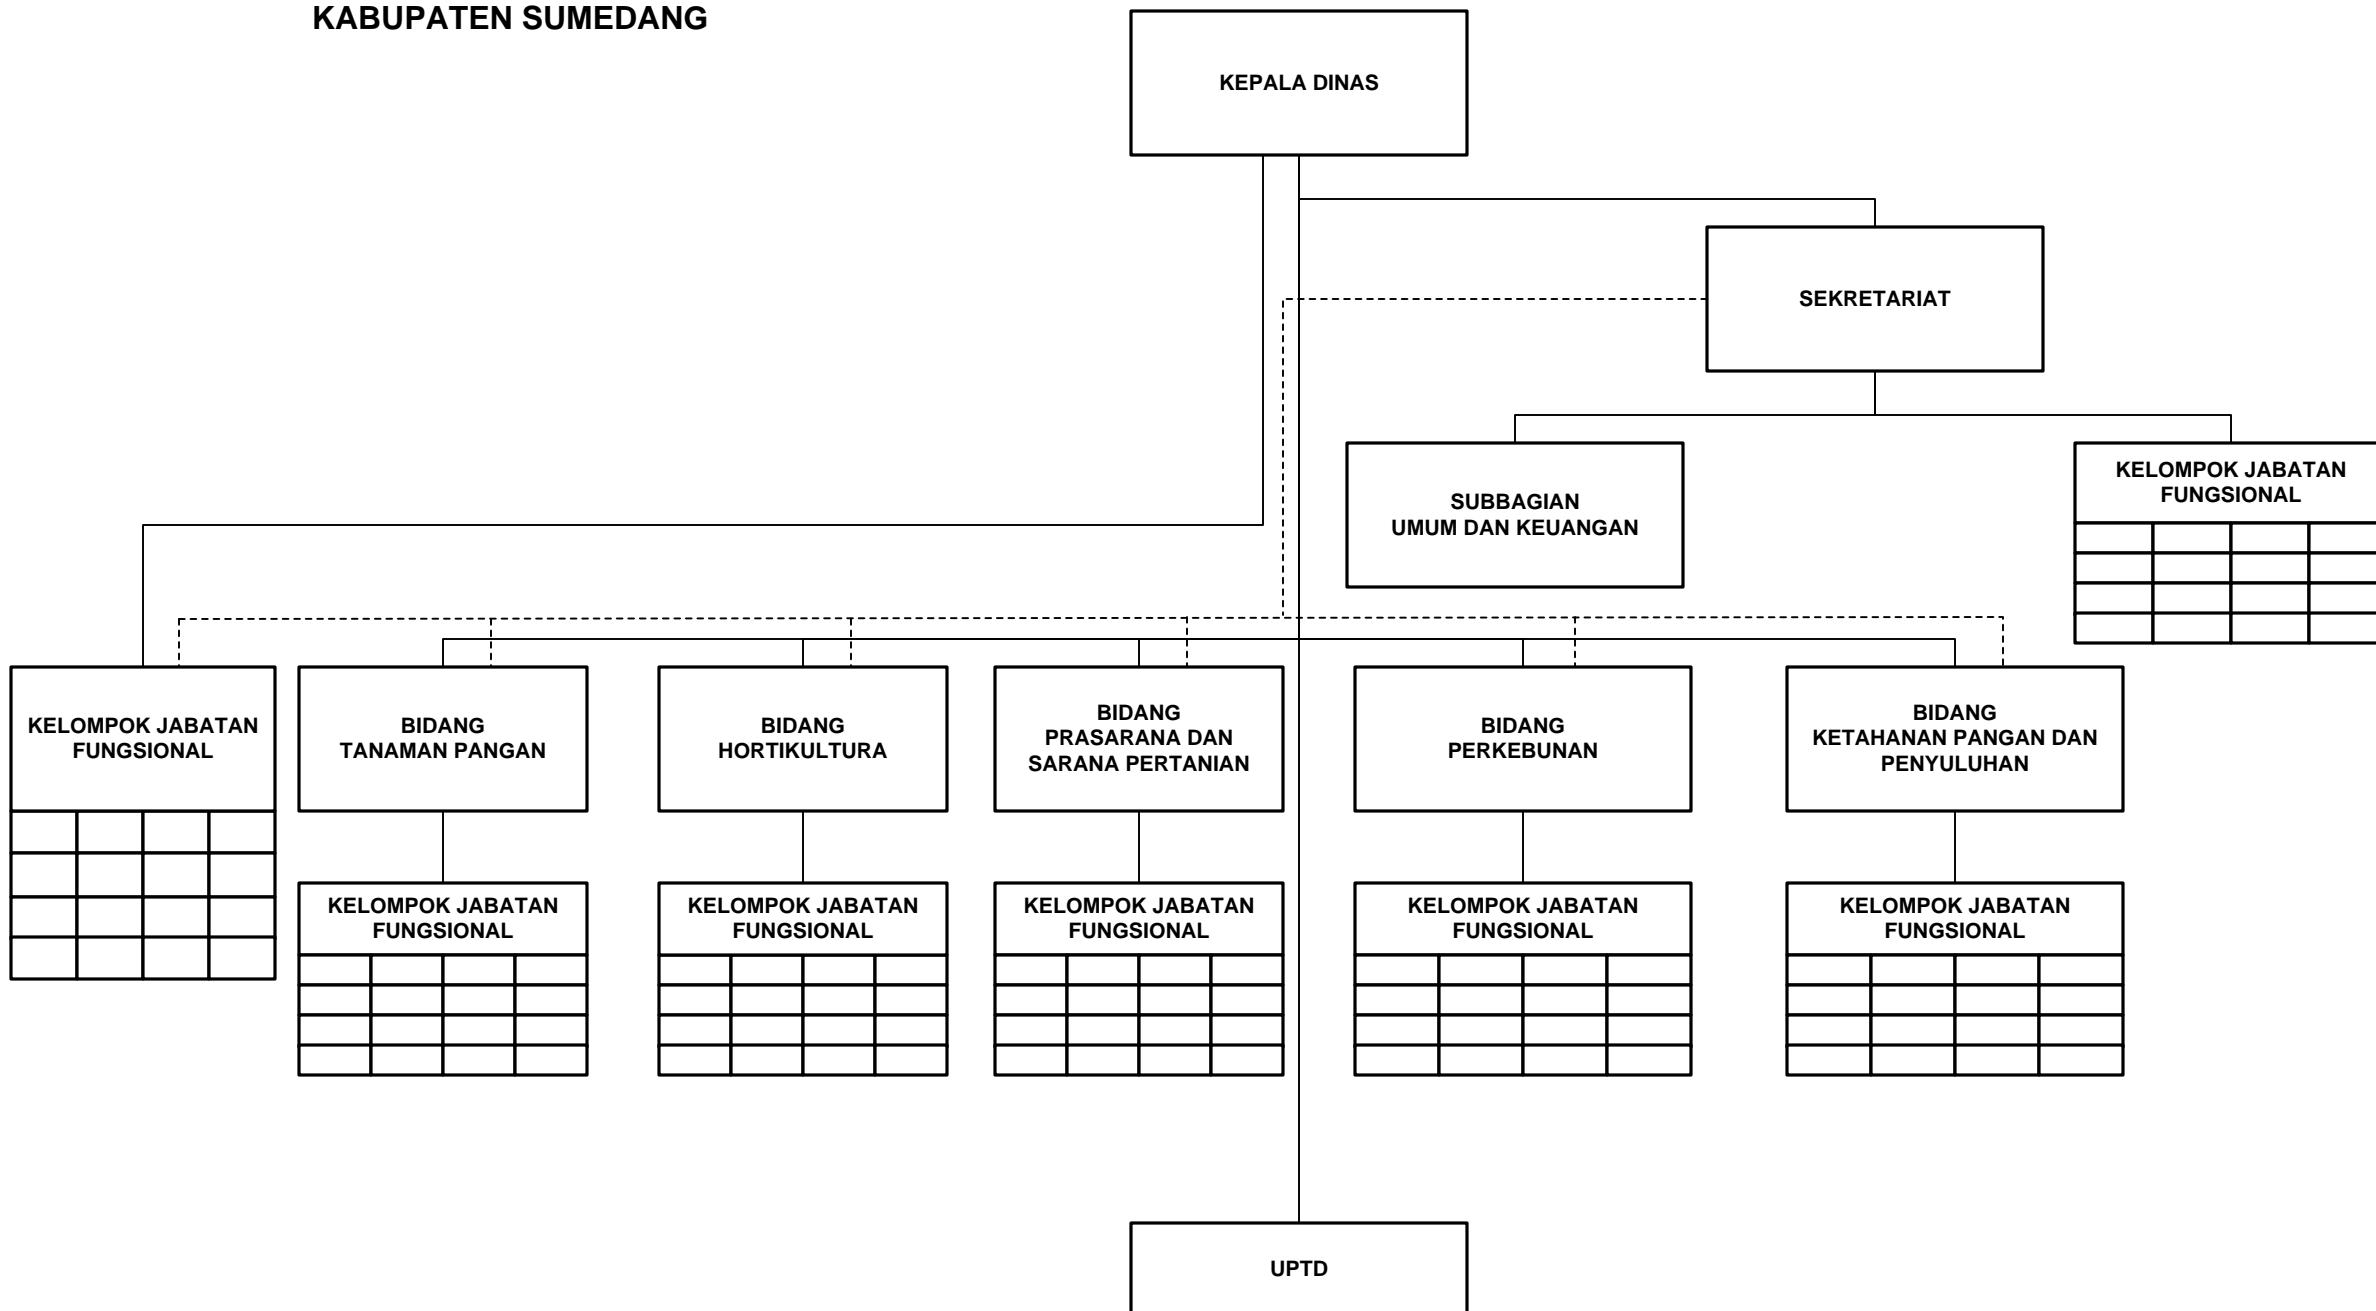 KABUPATEN SUMEDANG
KEPALA DINAS
SEKRETARIAT
SUBBAGIAN
UMUM DAN KEUANGAN
KELOMPOK JABATAN
FUNGSIONAL
KELOMPOK JABATAN
FUNGSIONAL
BIDANG
TANAMAN PANGAN
BIDANG
HORTIKULTURA
BIDANG
PRASARANA DAN
SARANA PERTANIAN
BIDANG
PERKEBUNAN
BIDANG
KETAHANAN PANGAN DAN
PENYULUHAN
KELOMPOK JABATAN
FUNGSIONAL
KELOMPOK JABATAN
FUNGSIONAL
KELOMPOK JABATAN
FUNGSIONAL
KELOMPOK JABATAN
FUNGSIONAL
KELOMPOK JABATAN
FUNGSIONAL
UPTD